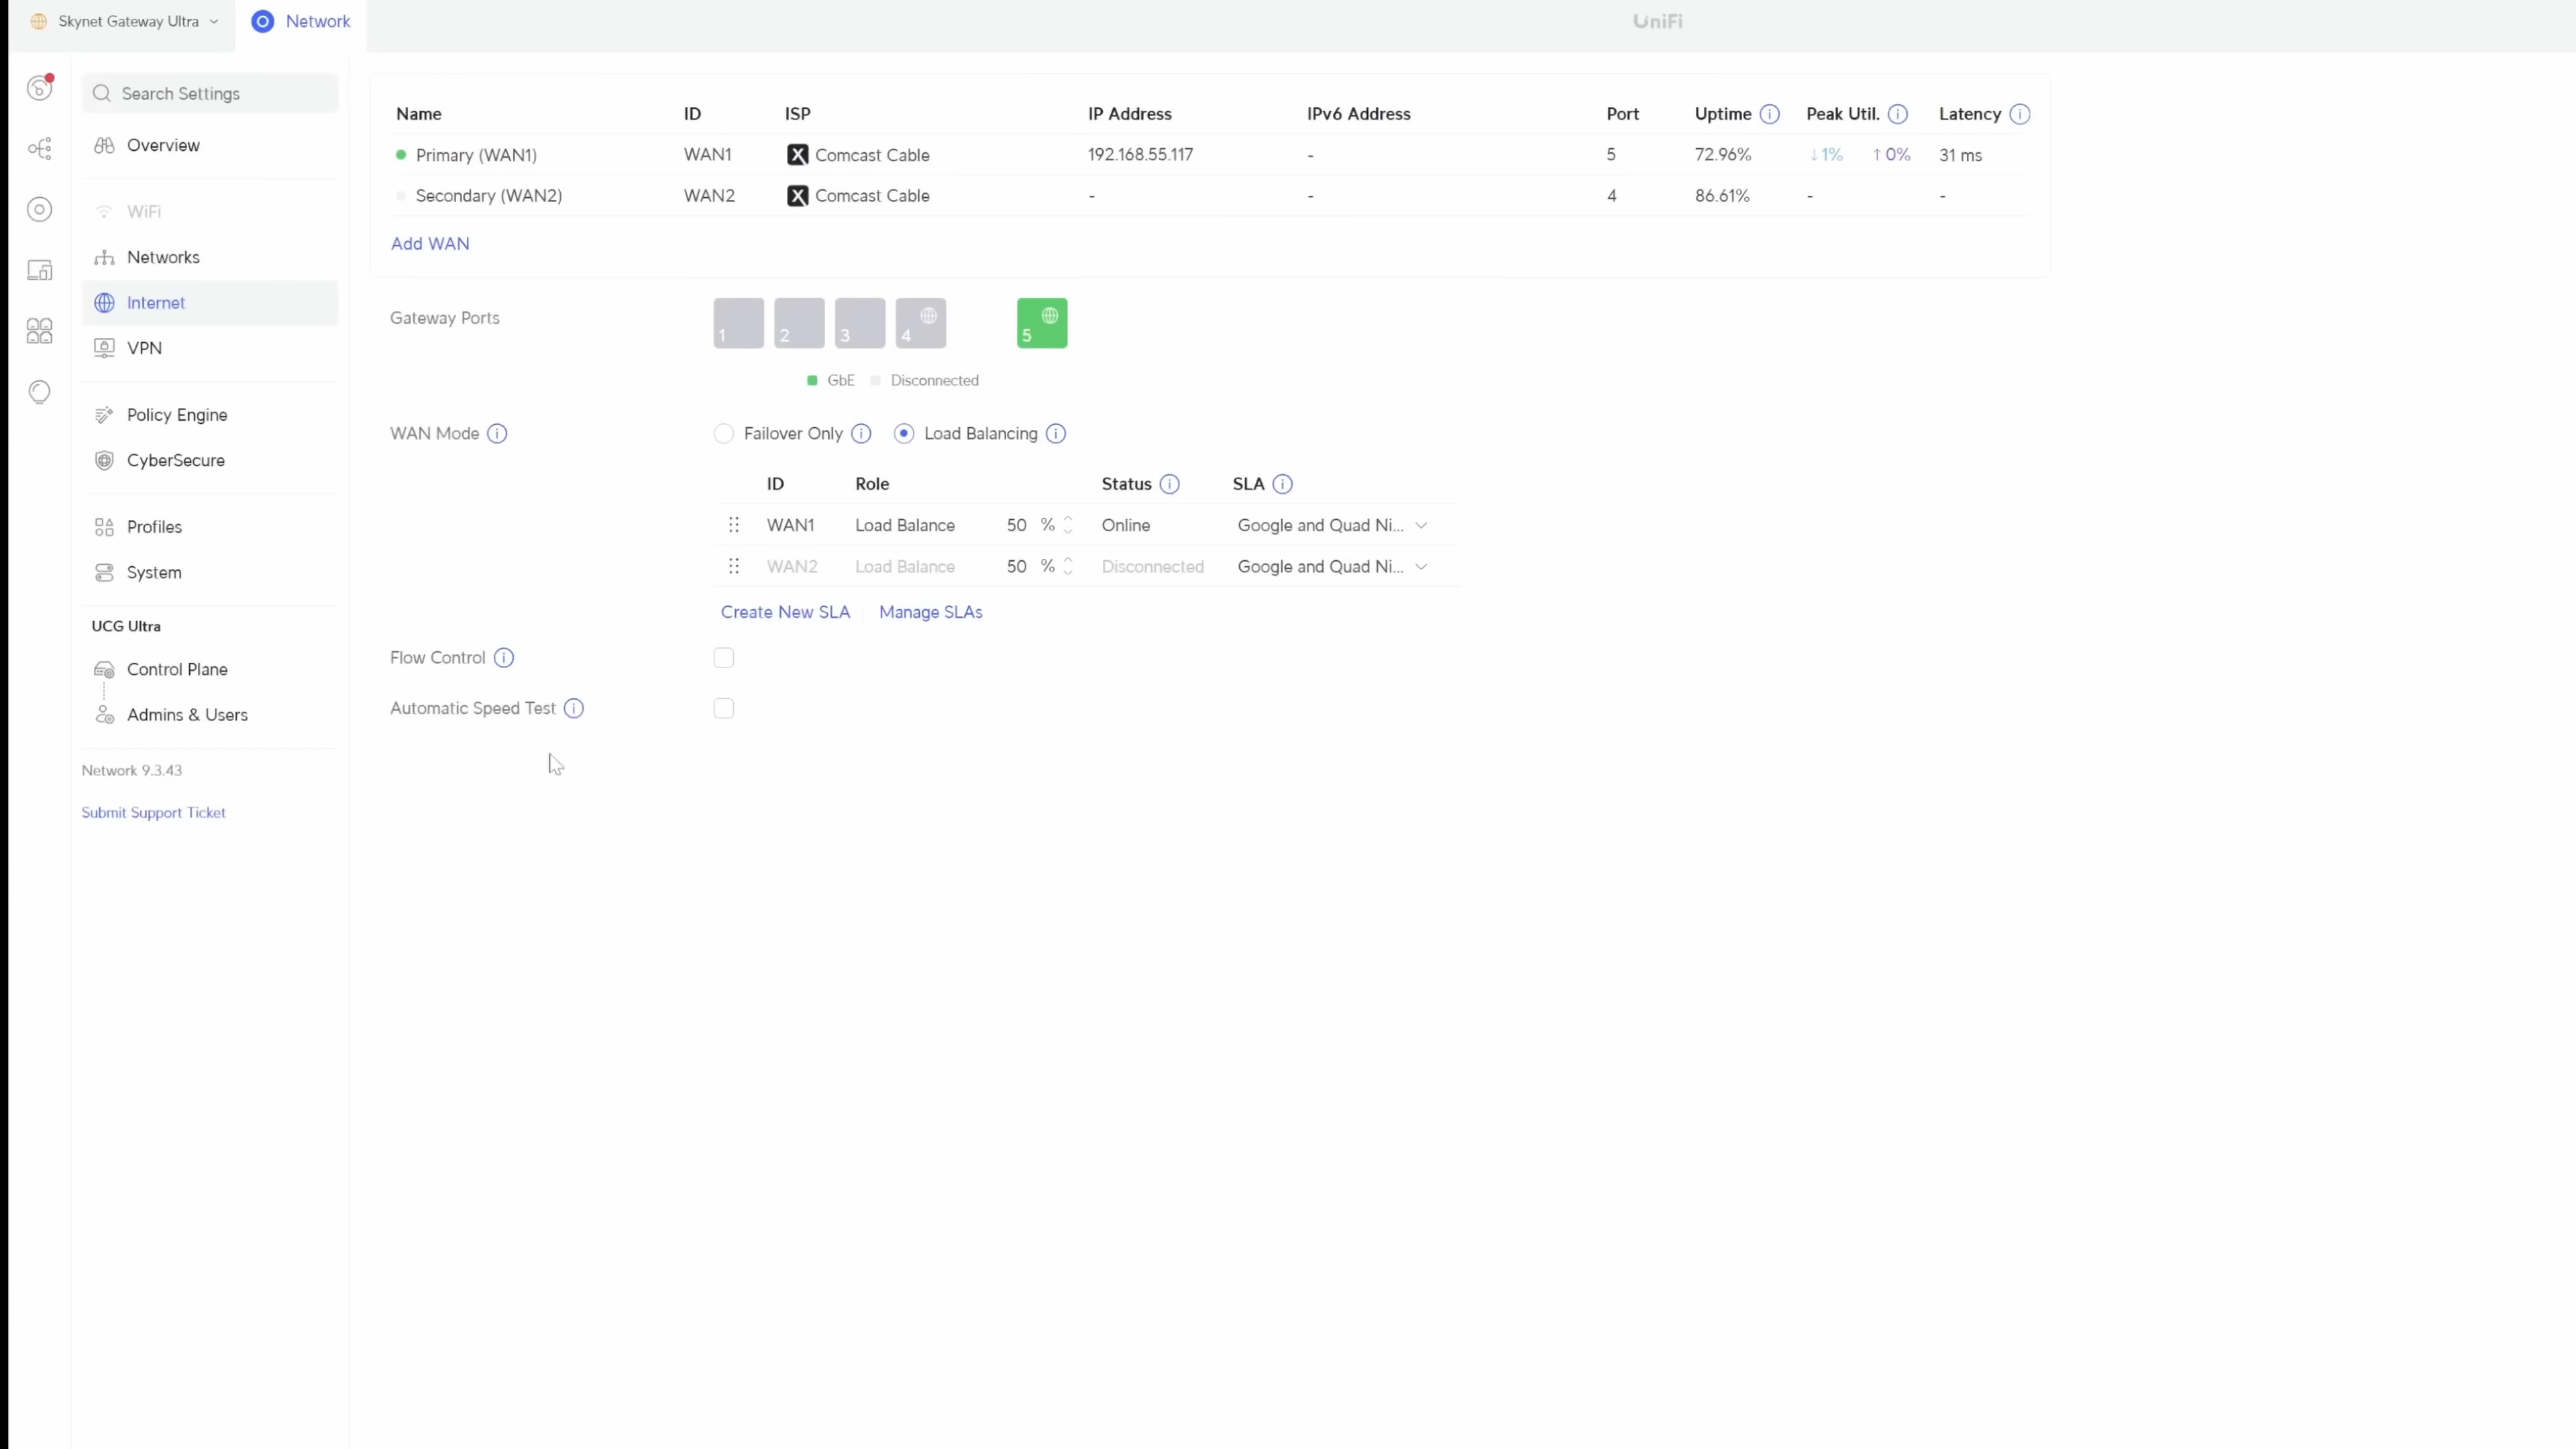 Skynet Gateway Ultra
Network
UniFi
Search Settings
Overview
WiFi
Networks
Internet
VPN
Policy Engine
CyberSecure
Profiles
System
UCG Ultra
Control Plane
Admins & Users
Network 9.3.43
Submit Support Ticket
Name ID ISP IP Address IPv6 Address Port Uptime Peak Util. Latency
Primary (WAN1) WAN1 Comcast Cable 192.168.55.117 - 5 72.96% ↓1% ↑0% 31 ms
Secondary (WAN2) WAN2 Comcast Cable - - 4 86.61% - -
Add WAN
Gateway Ports 1 2 3 4 5
GbE Disconnected
WAN Mode Failover Only Load Balancing
ID Role Status SLA
WAN1 Load Balance 50 % Online Google and Quad Ni...
WAN2 Load Balance 50 % Disconnected Google and Quad Ni...
Create New SLA Manage SLAs
Flow Control
Automatic Speed Test